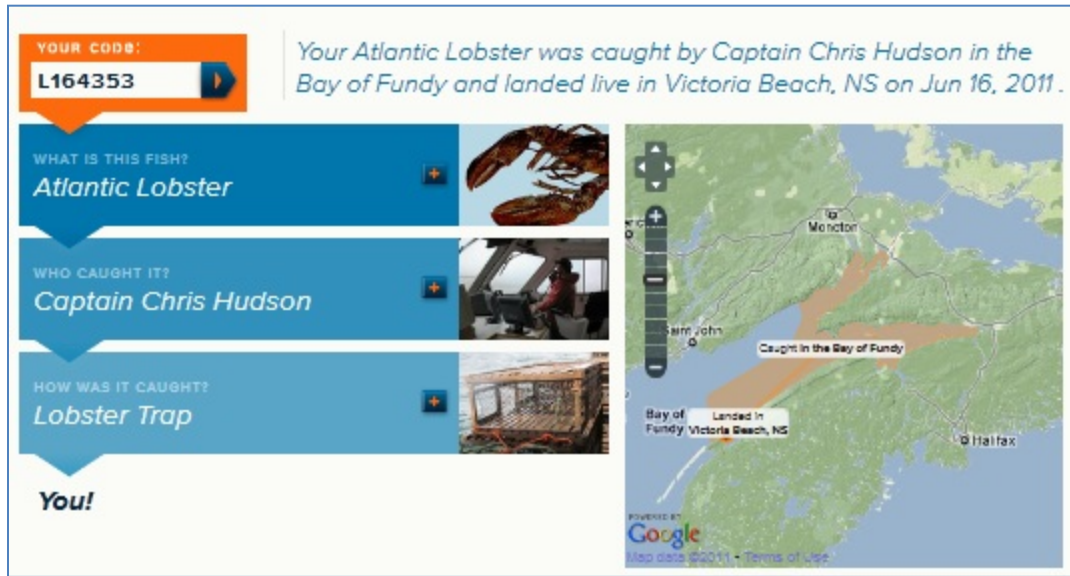 YOUR CODE:
L164353
Your Atlantic Lobster was caught by Captain Chris Hudson in the
Bay of Fundy and landed live in Victoria Beach, NS on Jun 16, 2011 .
WHAT IS THIS FISH?
Atlantic Lobster
WHO CAUGHT IT?
Captain Chris Hudson
HOW WAS IT CAUGHT?
Lobster Trap
You!
Moncton
Saint John
Caught in the Bay of Fundy
Bay of
Fundy
Landed in
Victoria Beach, NS
Halifax
POWERED BY
Google
Map data ©2011 - Terms of Use